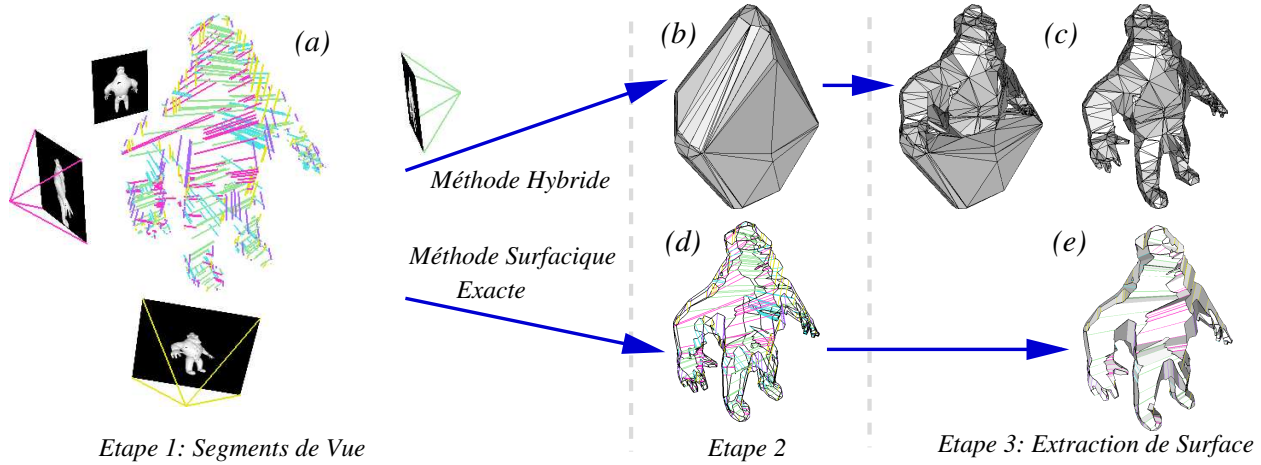 (a)
(b)
(c)
Méthode Hybride
(d)
(e)
Méthode Surfacique
Exacte
Etape 1: Segments de Vue
Etape 2
Etape 3: Extraction de Surface